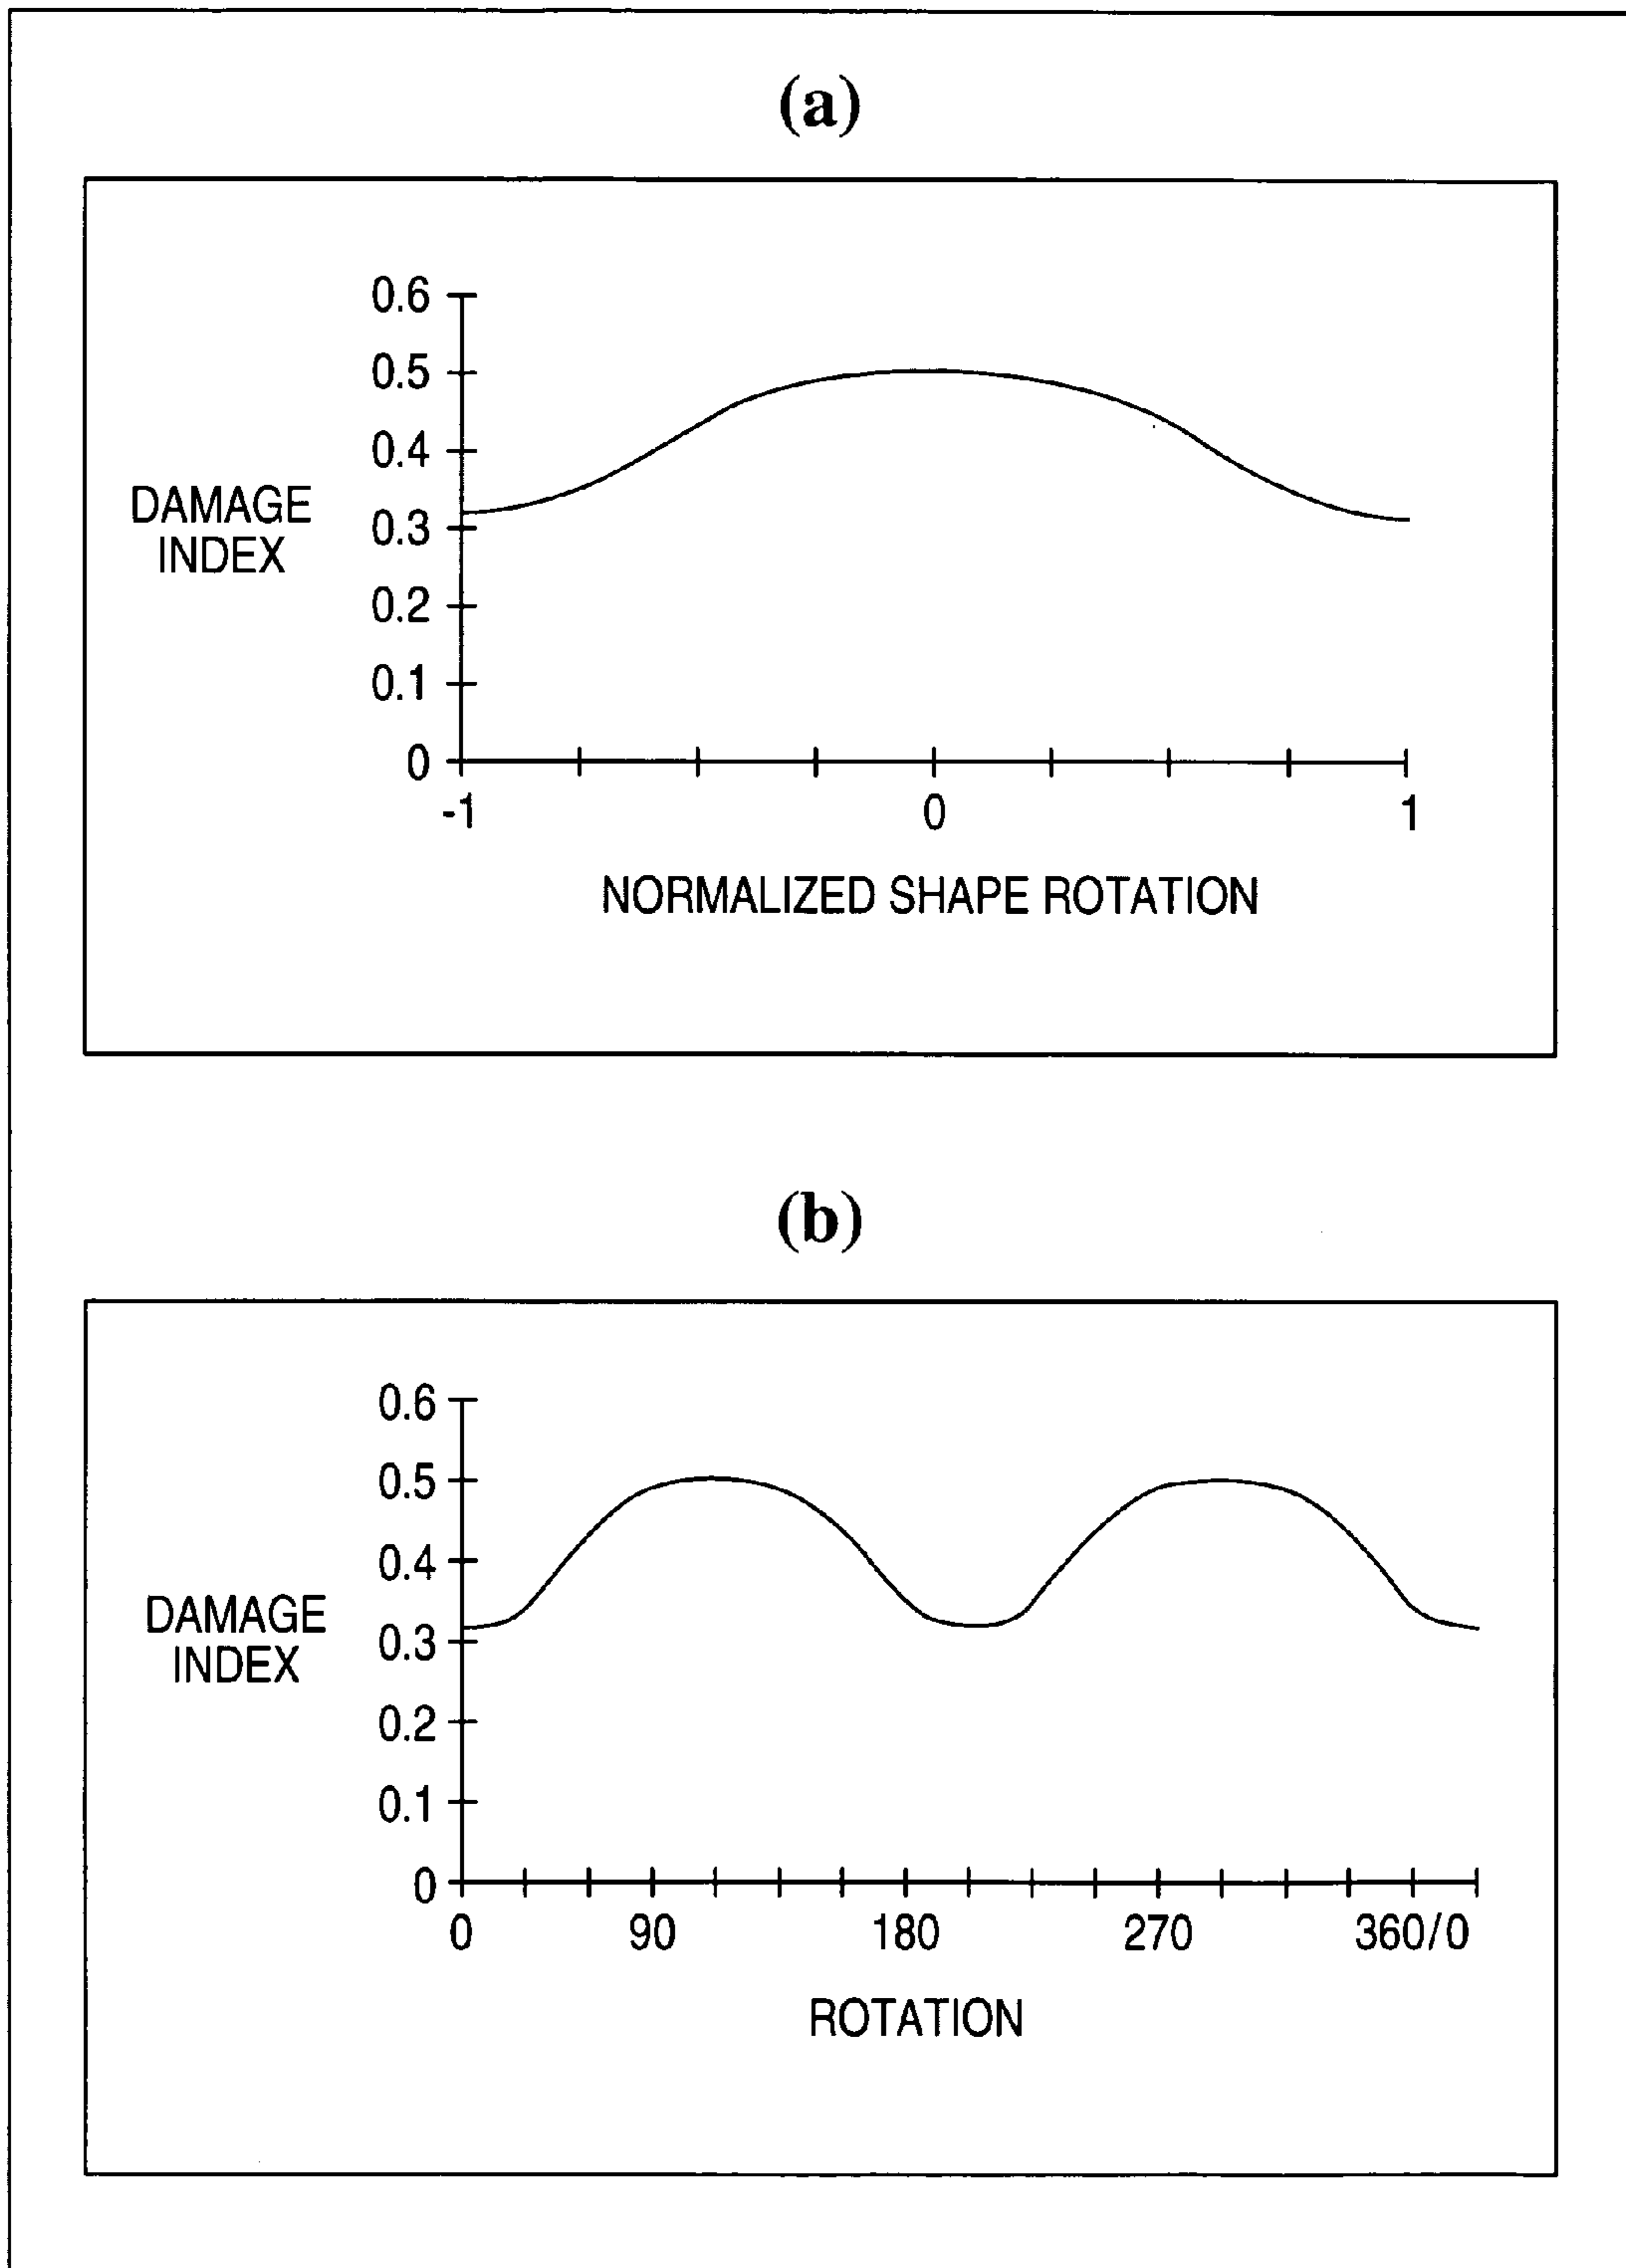 (a)
0.6
0.5
0.4
0.3
0.2
0.1
0
DAMAGE
INDEX
-1 0 1
NORMALIZED SHAPE ROTATION
(b)
0.6
0.5
0.4
0.3
0.2
0.1
0
DAMAGE
INDEX
0 90 180 270 360/0
ROTATION